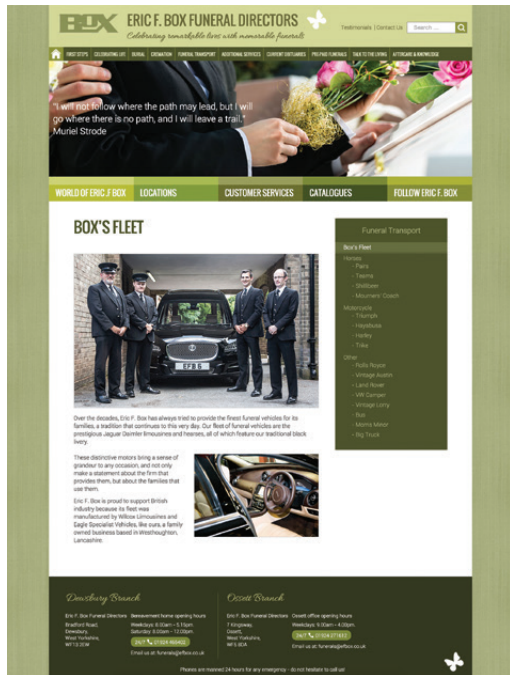 BOX ERIC F. BOX FUNERAL DIRECTORS
Celebrating remarkable lives with memorable funerals
Testimonials | Contact Us Search ...
FIRST STEPS CELEBRATING LIFE BURIAL CREMATION FUNERAL TRANSPORT ADDITIONAL SERVICES CURRENT OBITUARIES PREPAID FUNERALS TALK TO THE LIVING AFTERCARE & KNOWLEDGE
"I will not follow where the path may lead, but I will
go where there is no path, and I will leave a trail."
Muriel Strode
WORLD OF ERIC .F BOX LOCATIONS CUSTOMER SERVICES CATALOGUES FOLLOW ERIC F. BOX
BOX'S FLEET
EFB 6
Over the decades, Eric F. Box has always tried to provide the finest funeral vehicles for its
families, a tradition that continues to this very day. Our fleet of funeral vehicles are the
prestigious Jaguar Daimler limousines and hearses, all of which feature our traditional black
livery.
These distinctive motors bring a sense of
grandeur to any occasion, and not only
make a statement about the firm that
provides them, but about the families that
use them.
Eric F. Box is proud to support British
industry because its fleet was
manufactured by Wilcox Limousines and
Eagle Specialist Vehicles, like ours, a family
owned business based in Westhoughton,
Lancashire.
Funeral Transport
Box's Fleet
Horses
- Pairs
- Teams
- Shillibeer
- Mourners' Coach
Motorcycle
- Triumph
- Hayabusa
- Harley
- Trike
Other
- Rolls Royce
- Vintage Austin
- Land Rover
- VW Camper
- Vintage Lorry
- Bus
- Morris Minor
- Big Truck
Dewsbury Branch
Eric F. Box Funeral Directors
Bradford Road,
Dewsbury,
West Yorkshire,
WF13 2EW
Bereavement home opening hours
Weekdays: 8.00am - 5.15pm
Saturday: 8.00am - 12.00pm
24/7
Email us at: funerals@efbox.co.uk
Ossett Branch
Eric F. Box Funeral Directors
7 Kingsway,
Ossett,
West Yorkshire,
WF5 8DA
Ossett office opening hours
Weekdays: 9.00am - 4.00pm
24/7
Email us at: funerals@efbox.co.uk
Phones are manned 24 hours for any emergency - do not hesitate to call us!